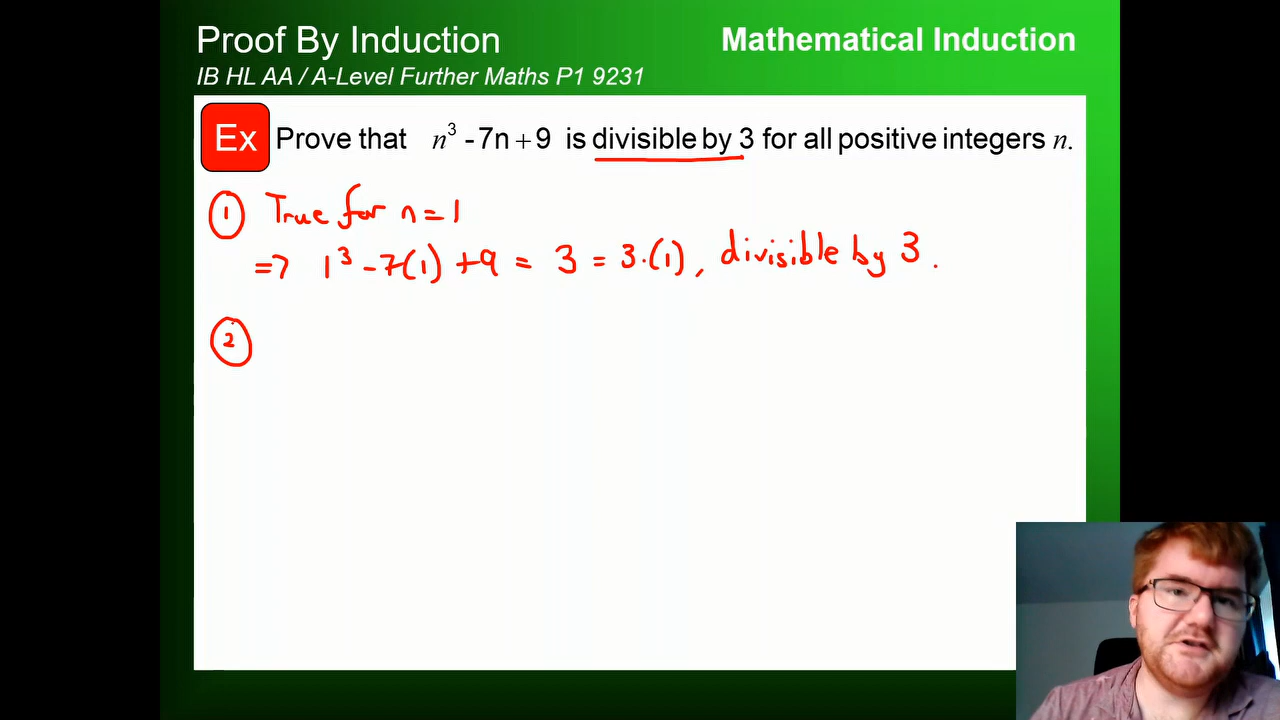 Proof By Induction
Mathematical Induction
IB HL AA / A-Level Further Maths P1 9231
Ex Prove that n³ - 7n + 9 is divisible by 3 for all positive integers n.
① True for n = 1
=> 1³ - 7(1) + 9 = 3 = 3·(1), divisible by 3.
②